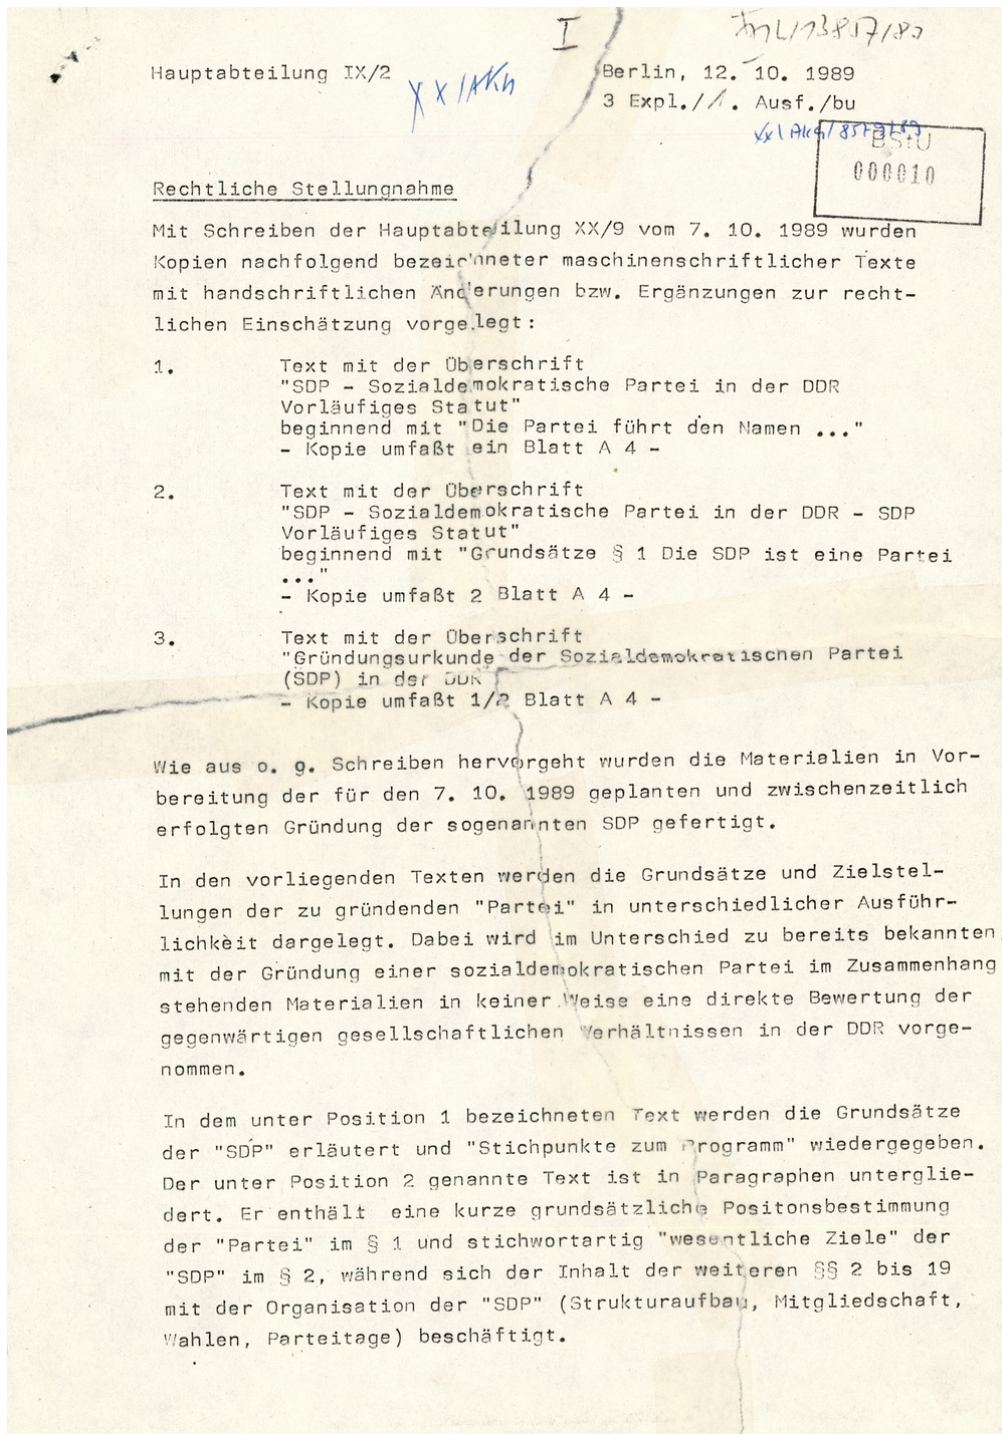 I
Hauptabteilung IX/2
XX/AKG
Berlin, 12. 10. 1989
3 Expl./1. Ausf./bu
BStU
000010
Rechtliche Stellungnahme
Mit Schreiben der Hauptabteilung XX/9 vom 7. 10. 1989 wurden
Kopien nachfolgend bezeichneter maschinenschriftlicher Texte
mit handschriftlichen Änderungen bzw. Ergänzungen zur recht-
lichen Einschätzung vorgelegt:
1. Text mit der Überschrift
"SDP - Sozialdemokratische Partei in der DDR
Vorläufiges Statut"
beginnend mit "Die Partei führt den Namen ..."
- Kopie umfaßt ein Blatt A 4 -
2. Text mit der Überschrift
"SDP - Sozialdemokratische Partei in der DDR - SDP
Vorläufiges Statut"
beginnend mit "Grundsätze § 1 Die SDP ist eine Partei
..."
- Kopie umfaßt 2 Blatt A 4 -
3. Text mit der Überschrift
"Gründungsurkunde der Sozialdemokratischen Partei
(SDP) in der DDR
- Kopie umfaßt 1/2 Blatt A 4 -
Wie aus o. g. Schreiben hervorgeht wurden die Materialien in Vor-
bereitung der für den 7. 10. 1989 geplanten und zwischenzeitlich
erfolgten Gründung der sogenannten SDP gefertigt.
In den vorliegenden Texten werden die Grundsätze und Zielstel-
lungen der zu gründenden "Partei" in unterschiedlicher Ausführ-
lichkeit dargelegt. Dabei wird im Unterschied zu bereits bekannten
mit der Gründung einer sozialdemokratischen Partei im Zusammenhang
stehenden Materialien in keiner Weise eine direkte Bewertung der
gegenwärtigen gesellschaftlichen Verhältnissen in der DDR vorge-
nommen.
In dem unter Position 1 bezeichneten Text werden die Grundsätze
der "SDP" erläutert und "Stichpunkte zum Programm" wiedergegeben.
Der unter Position 2 genannte Text ist in Paragraphen unterglie-
dert. Er enthält eine kurze grundsätzliche Positonsbestimmung
der "Partei" im § 1 und stichwortartig "wesentliche Ziele" der
"SDP" im § 2, während sich der Inhalt der weiteren §§ 2 bis 19
mit der Organisation der "SDP" (Strukturaufbau, Mitgliedschaft,
Wahlen, Parteitage) beschäftigt.